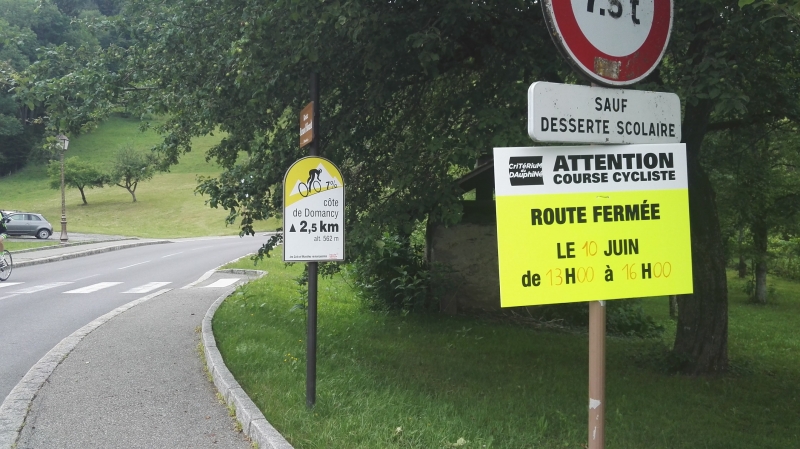 7.5 t
SAUF
DESSERTE SCOLAIRE
CRITÉRIUM
DAUPHINÉ
ATTENTION
COURSE CYCLISTE
ROUTE FERMÉE
LE 10 JUIN
de 13H00 à 16H00
7%
côte
de Domancy
▲ 2,5 km
alt. 562 m